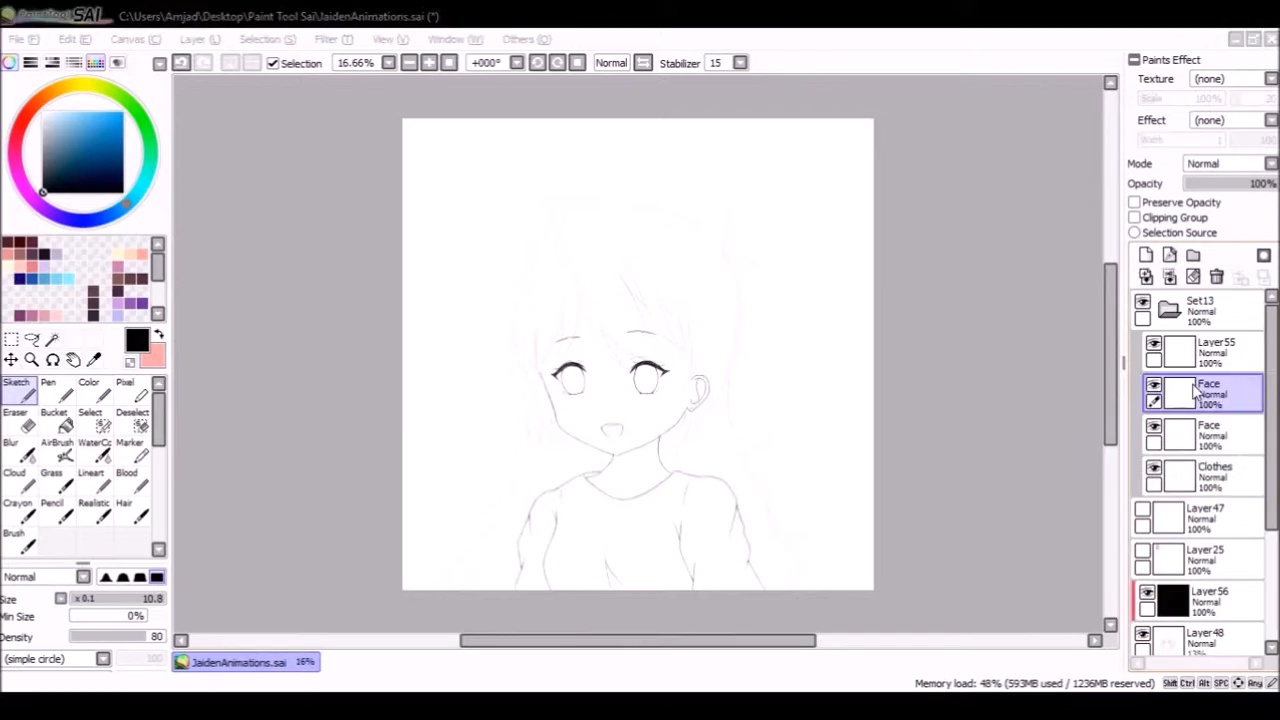 PaintTool SAI C:\Users\Amjad\Desktop\Paint Tool Sai\JaidenAnimations.sai (*)
File (F) Edit (E) Canvas (C) Layer (L) Selection (S) Filter (T) View (V) Window (W) Others (O)
Selection 16.66% +000° Normal Stabilizer 15
Paints Effect
Texture (none)
Scale 100% 20
Effect (none)
Width 1 100
Mode Normal
Opacity 100%
Preserve Opacity
Clipping Group
Selection Source
Set13
Normal
100%
Layer55
Normal
100%
Face
Normal
100%
Face
Normal
100%
Clothes
Normal
100%
Layer47
Normal
100%
Layer25
Normal
100%
Layer56
Normal
100%
Layer48
Normal
13%
Sketch Pen Color Pixel
Eraser Bucket Select Deselect
Blur AirBrush WaterCo Marker
Cloud Grass Lineart Blood
Crayon Pencil Realistic Hair
Brush
Normal
Size x 0.1 10.8
Min Size 0%
Density 80
(simple circle) 100
JaidenAnimations.sai 16%
Memory load: 48% (593MB used / 1236MB reserved) Shift Ctrl Alt SPC Any